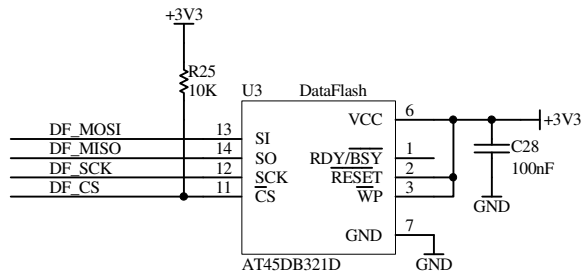 +3V3
R25
10K
U3 DataFlash
DF_MOSI 13 SI
DF_MISO 14 SO
DF_SCK 12 SCK
DF_CS 11 CS
VCC 6
RDY/BSY 1
RESET 2
WP 3
GND 7
AT45DB321D
+3V3
C28
100nF
GND
GND